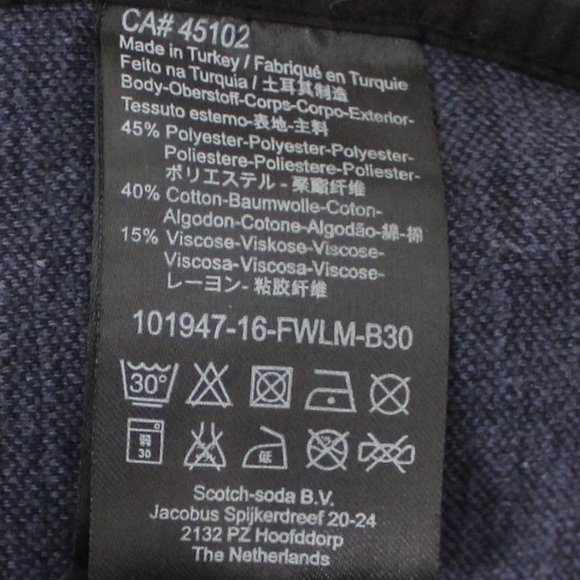 CA# 45102
Made in Turkey / Fabriqué en Turquie
Feito na Turquia / 土耳其制造
Body-Oberstoff-Corps-Corpo-Exterior-
Tessuto esterno-表地-主料
45% Polyester-Polyester-Polyester-
Poliestere-Poliestere-Poliester-
ポリエステル - 聚酯纤维
40% Cotton-Baumwolle-Coton-
Algodon-Cotone-Algodão-綿-棉
15% Viscose-Viskose-Viscose-
Viscosa-Viscosa-Viscose-
レーヨン - 粘胶纤维
101947-16-FWLM-B30
30°
弱
30
低
Scotch-soda B.V.
Jacobus Spijkerdreef 20-24
2132 PZ Hoofddorp
The Netherlands